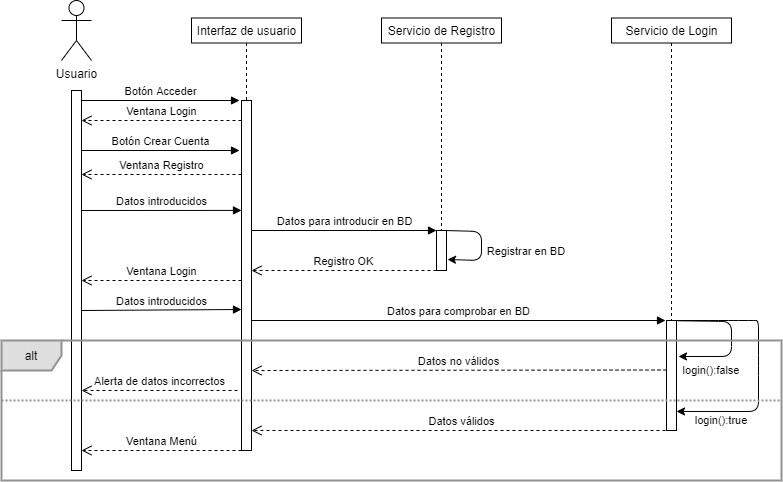 Interfaz de usuario
Servicio de Registro
Servicio de Login
Usuario
Botón Acceder
Ventana Login
Botón Crear Cuenta
Ventana Registro
Datos introducidos
Datos para introducir en BD
Registrar en BD
Registro OK
Ventana Login
Datos introducidos
Datos para comprobar en BD
alt
Datos no válidos
login():false
Alerta de datos incorrectos
login():true
Datos válidos
Ventana Menú